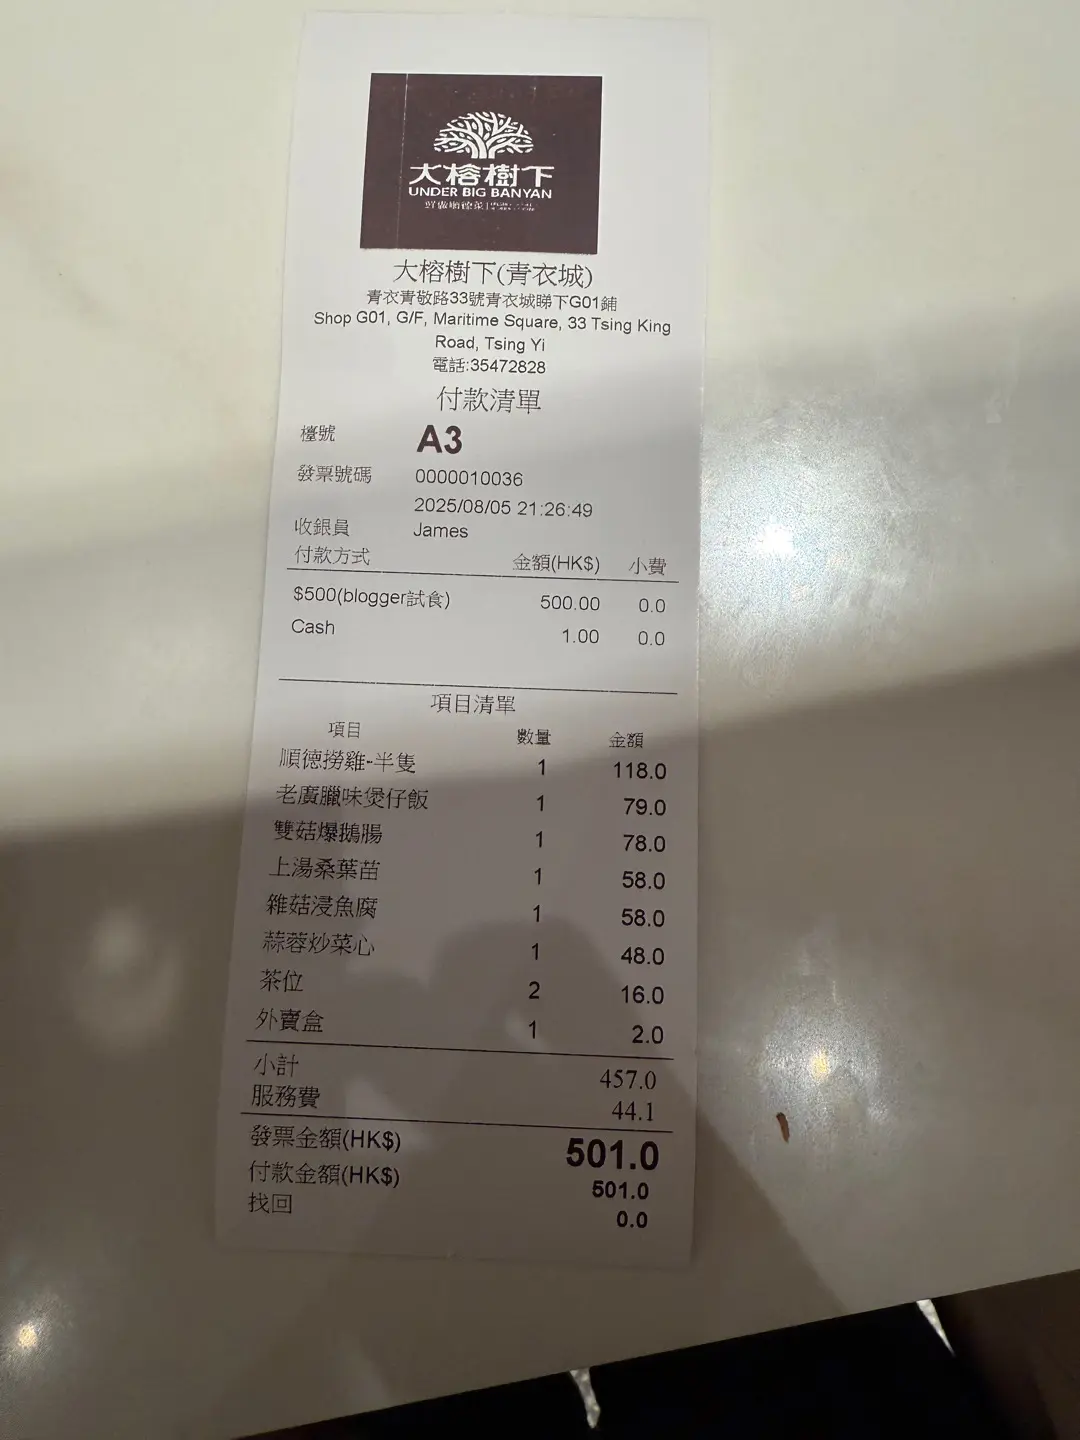 大榕樹下
UNDER BIG BANYAN
大榕樹下(青衣城)
青衣青敬路33號青衣城睇下G01鋪
Shop G01, G/F, Maritime Square, 33 Tsing King
Road, Tsing Yi
電話:35472828
付款清單
檯號 A3
發票號碼 0000010036
2025/08/05 21:26:49
收銀員 James
付款方式 金額(HK$) 小費
$500(blogger試食) 500.00 0.0
Cash 1.00 0.0
項目清單
項目 數量 金額
順德撈雞-半隻 1 118.0
老廣臘味煲仔飯 1 79.0
雙菇爆鵝腸 1 78.0
上湯桑葉苗 1 58.0
雜菇浸魚腐 1 58.0
蒜蓉炒菜心 1 48.0
茶位 2 16.0
外賣盒 1 2.0
小計 457.0
服務費 44.1
發票金額(HK$) 501.0
付款金額(HK$) 501.0
找回 0.0